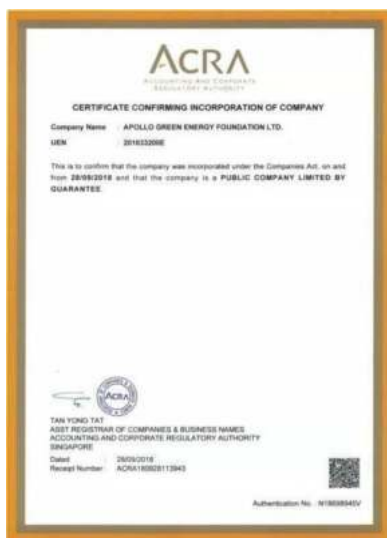 ACRA
ACCOUNTING AND CORPORATE
REGULATORY AUTHORITY
CERTIFICATE CONFIRMING INCORPORATION OF COMPANY
Company Name : APOLLO GREEN ENERGY FOUNDATION LTD.
UEN :
This is to confirm that the company was incorporated under the Companies Act, on and
from 28/09/2018 and that the company is a PUBLIC COMPANY LIMITED BY
GUARANTEE
ACRA
TAN YONG TAT
ASST REGISTRAR OF COMPANIES & BUSINESS NAMES
ACCOUNTING AND CORPORATE REGULATORY AUTHORITY
SINGAPORE
Dated : 28/09/2018
Receipt Number : ACRA180928113943
Authentication No. :